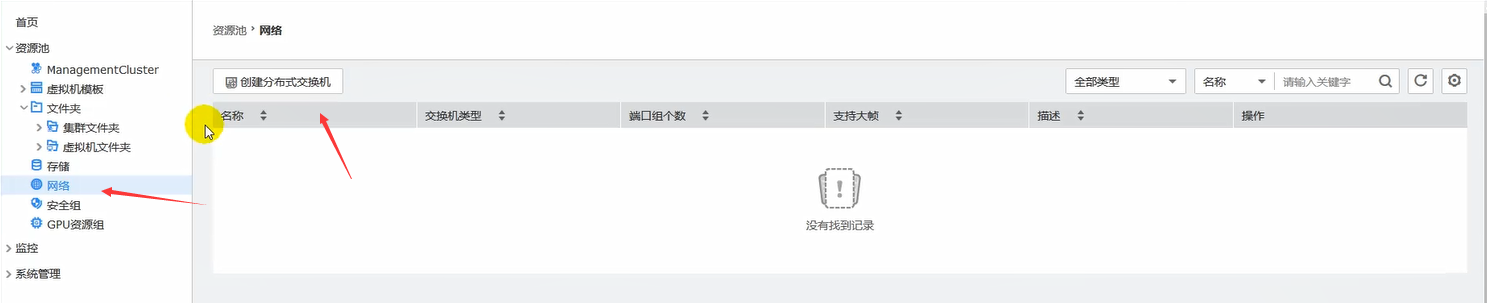 首页
资源池
ManagementCluster
虚拟机模板
文件夹
集群文件夹
虚拟机文件夹
存储
网络
安全组
GPU资源组
监控
系统管理
资源池 › 网络
创建分布式交换机
全部类型 名称 请输入关键字
名称 交换机类型 端口组个数 支持大帧 描述 操作
没有找到记录